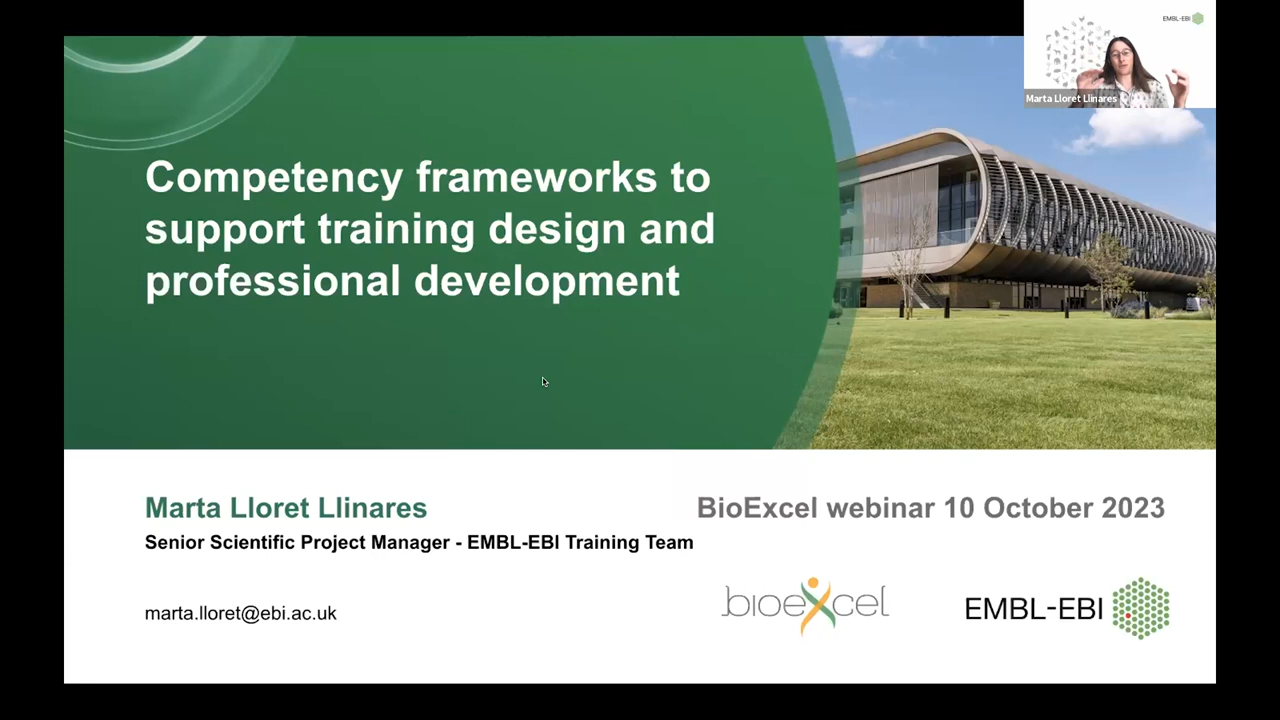 EMBL-EBI
Marta Lloret Llinares
Competency frameworks to
support training design and
professional development
Marta Lloret Llinares
BioExcel webinar 10 October 2023
Senior Scientific Project Manager - EMBL-EBI Training Team
marta.lloret@ebi.ac.uk
bioexcel
EMBL-EBI